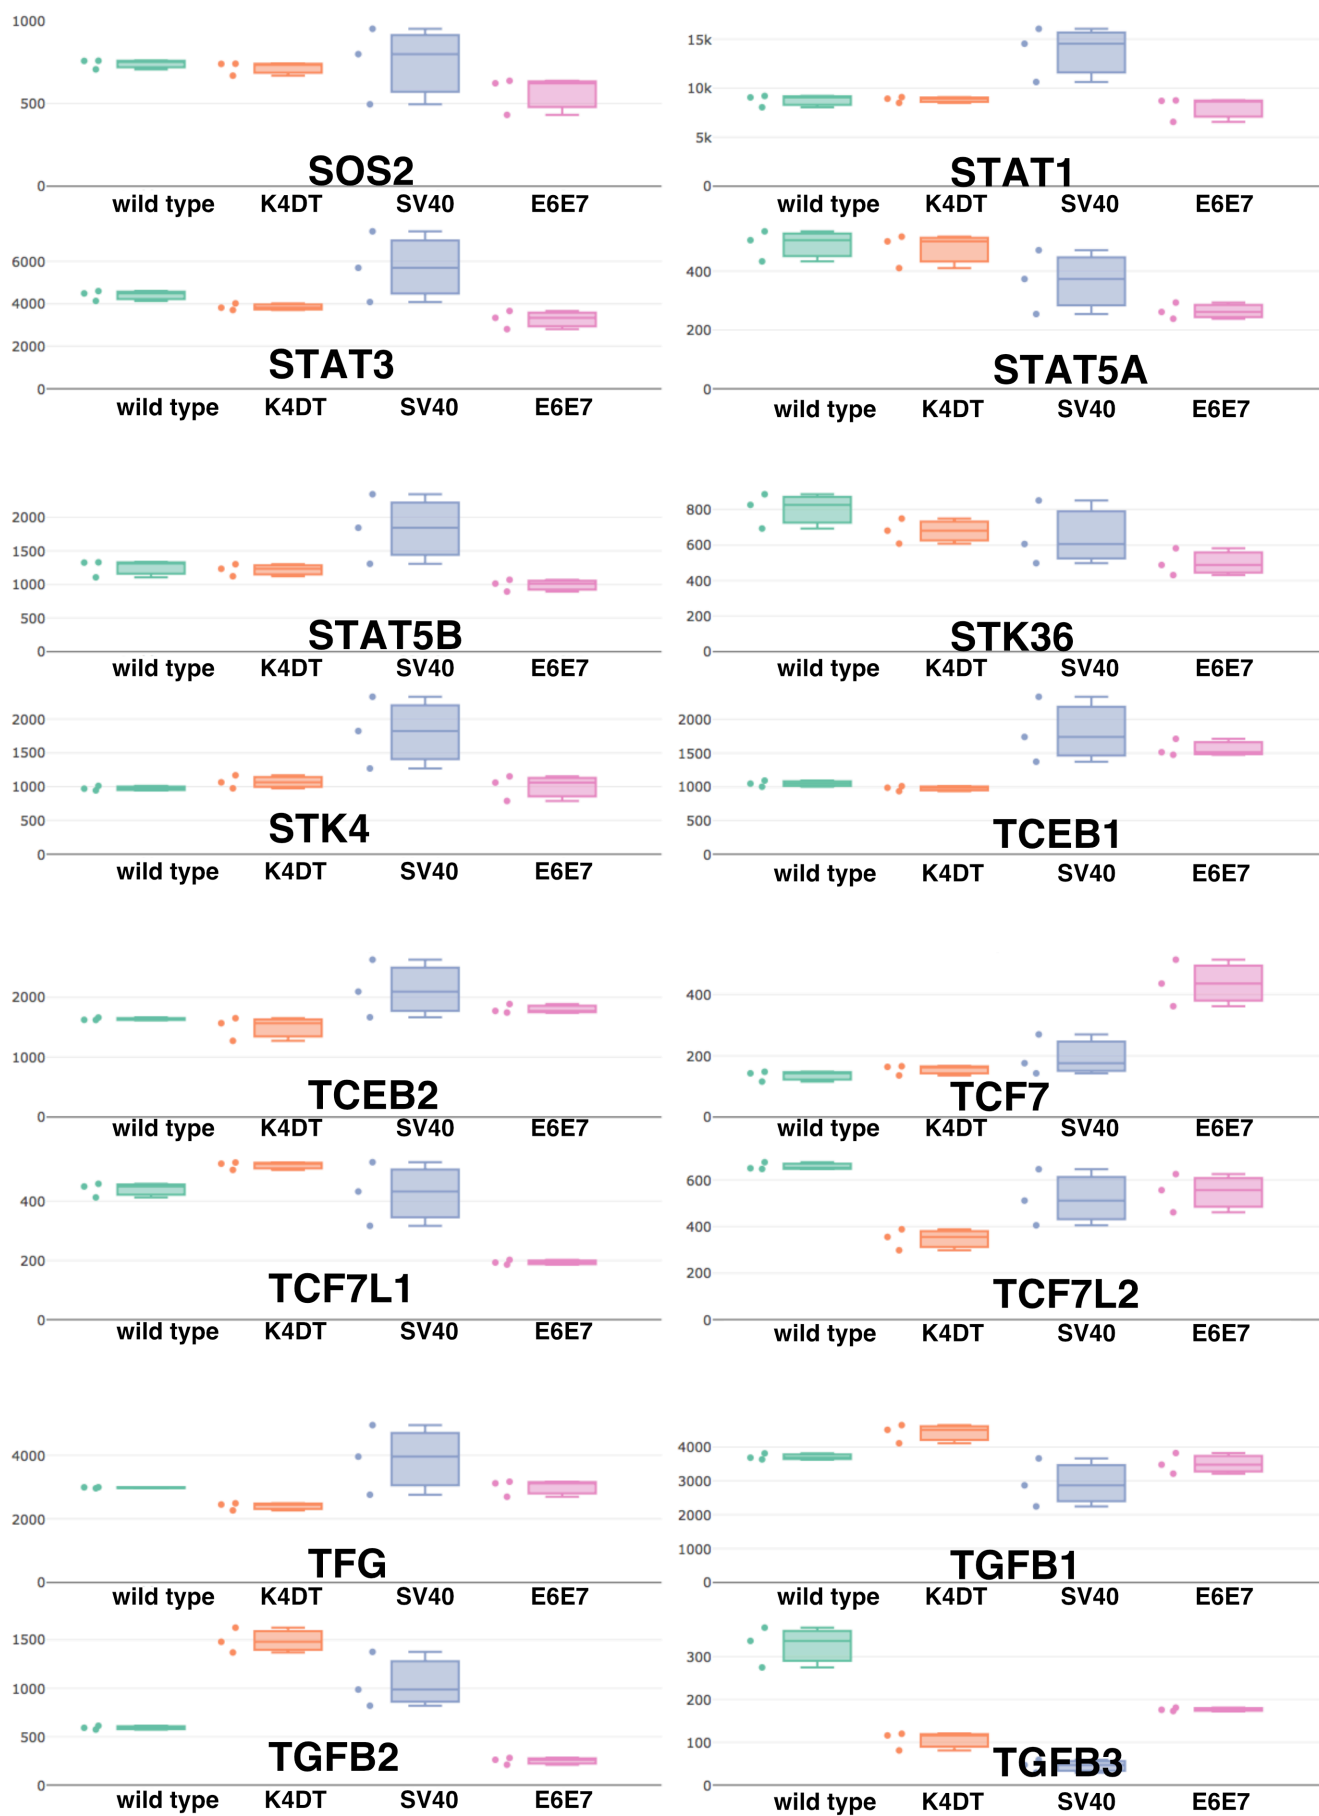 1000
500
0
SOS2
wild type K4DT SV40 E6E7
15k
10k
5k
0
STAT1
wild type K4DT SV40 E6E7
6000
4000
2000
0
STAT3
wild type K4DT SV40 E6E7
400
200
0
STAT5A
wild type K4DT SV40 E6E7
2000
1500
1000
500
0
STAT5B
wild type K4DT SV40 E6E7
800
600
400
200
0
STK36
wild type K4DT SV40 E6E7
2000
1500
1000
500
0
STK4
wild type K4DT SV40 E6E7
2000
1500
1000
500
0
TCEB1
wild type K4DT SV40 E6E7
2000
1000
0
TCEB2
wild type K4DT SV40 E6E7
400
200
0
TCF7
wild type K4DT SV40 E6E7
400
200
0
TCF7L1
wild type K4DT SV40 E6E7
600
400
200
0
TCF7L2
wild type K4DT SV40 E6E7
4000
2000
0
TFG
wild type K4DT SV40 E6E7
4000
3000
2000
1000
0
TGFB1
wild type K4DT SV40 E6E7
1500
1000
500
0
TGFB2
wild type K4DT SV40 E6E7
300
200
100
0
TGFB3
wild type K4DT SV40 E6E7